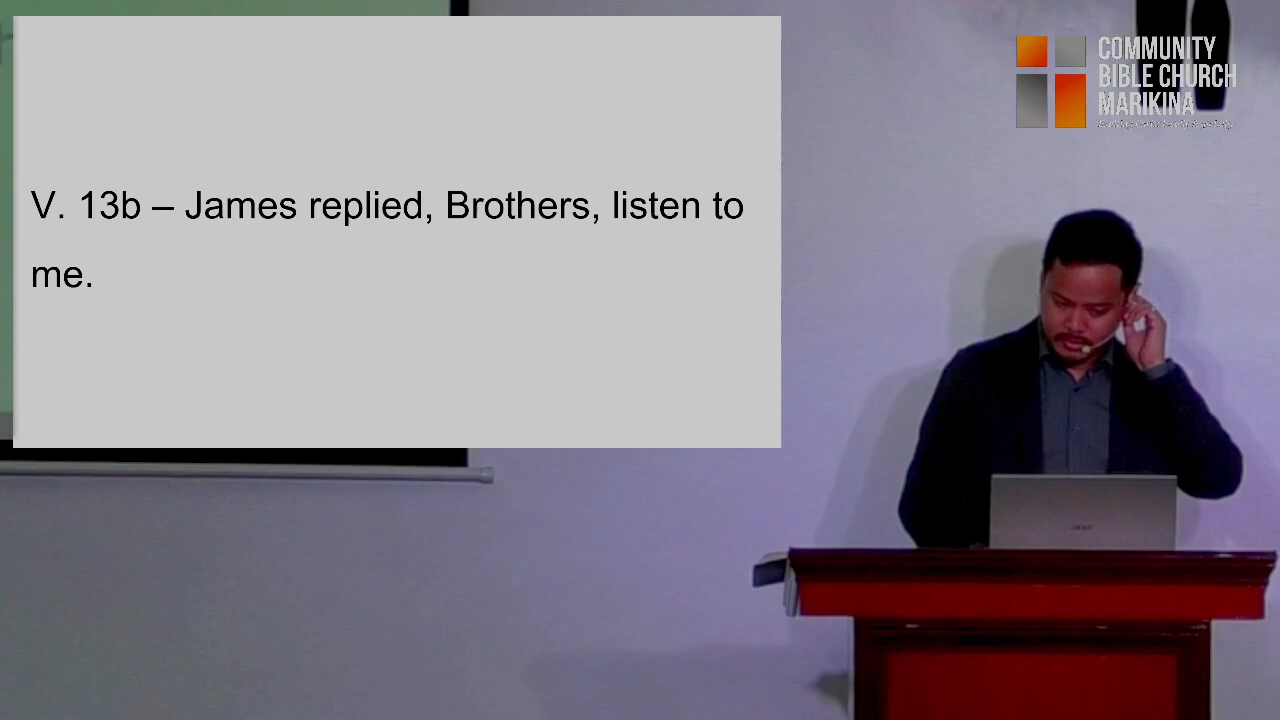 V. 13b – James replied, Brothers, listen to
me.
COMMUNITY
BIBLE CHURCH
MARIKINA